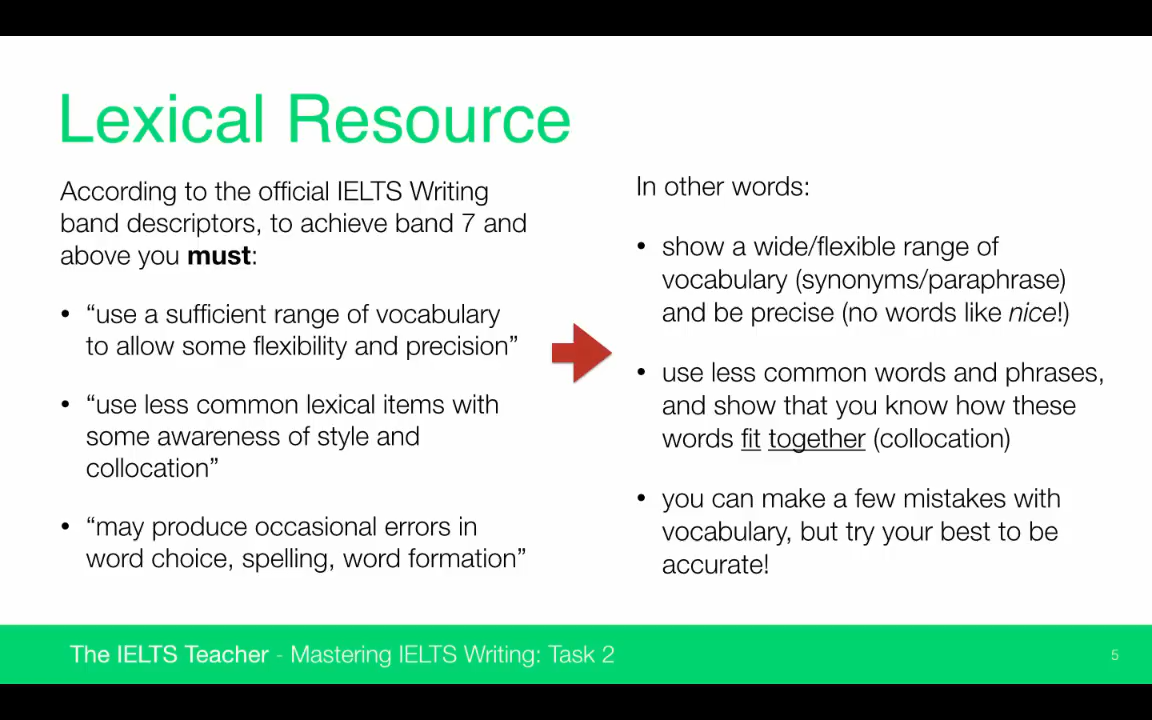 Lexical Resource
According to the official IELTS Writing
band descriptors, to achieve band 7 and
above you must:
• “use a sufficient range of vocabulary
to allow some flexibility and precision”
• “use less common lexical items with
some awareness of style and
collocation”
• “may produce occasional errors in
word choice, spelling, word formation”
In other words:
• show a wide/flexible range of
vocabulary (synonyms/paraphrase)
and be precise (no words like nice!)
• use less common words and phrases,
and show that you know how these
words fit together (collocation)
• you can make a few mistakes with
vocabulary, but try your best to be
accurate!
The IELTS Teacher - Mastering IELTS Writing: Task 2
5